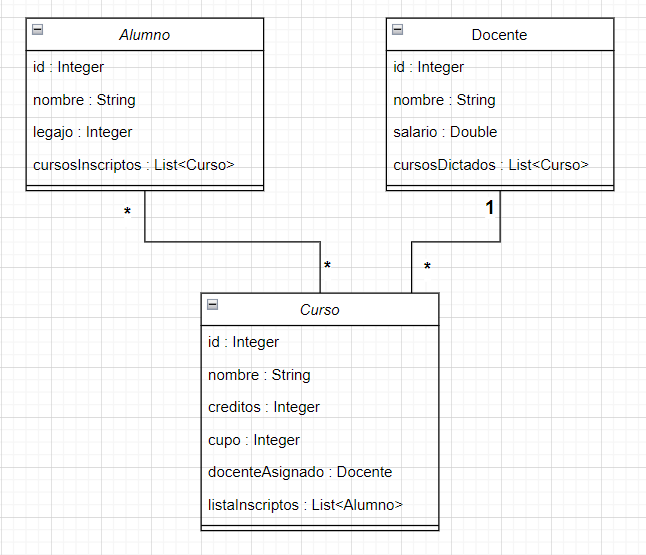 Alumno
id : Integer
nombre : String
legajo : Integer
cursosInscriptos : List<Curso>
Docente
id : Integer
nombre : String
salario : Double
cursosDictados : List<Curso>
*
1
*
*
Curso
id : Integer
nombre : String
creditos : Integer
cupo : Integer
docenteAsignado : Docente
listaInscriptos : List<Alumno>